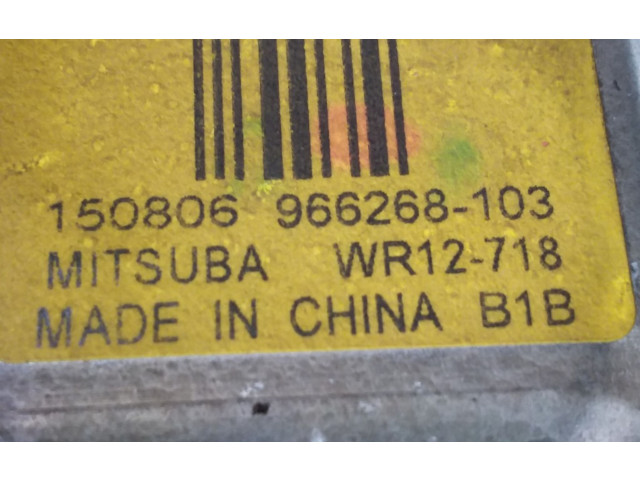 150806 966268-103
MITSUBA WR12-718
MADE IN CHINA B1B